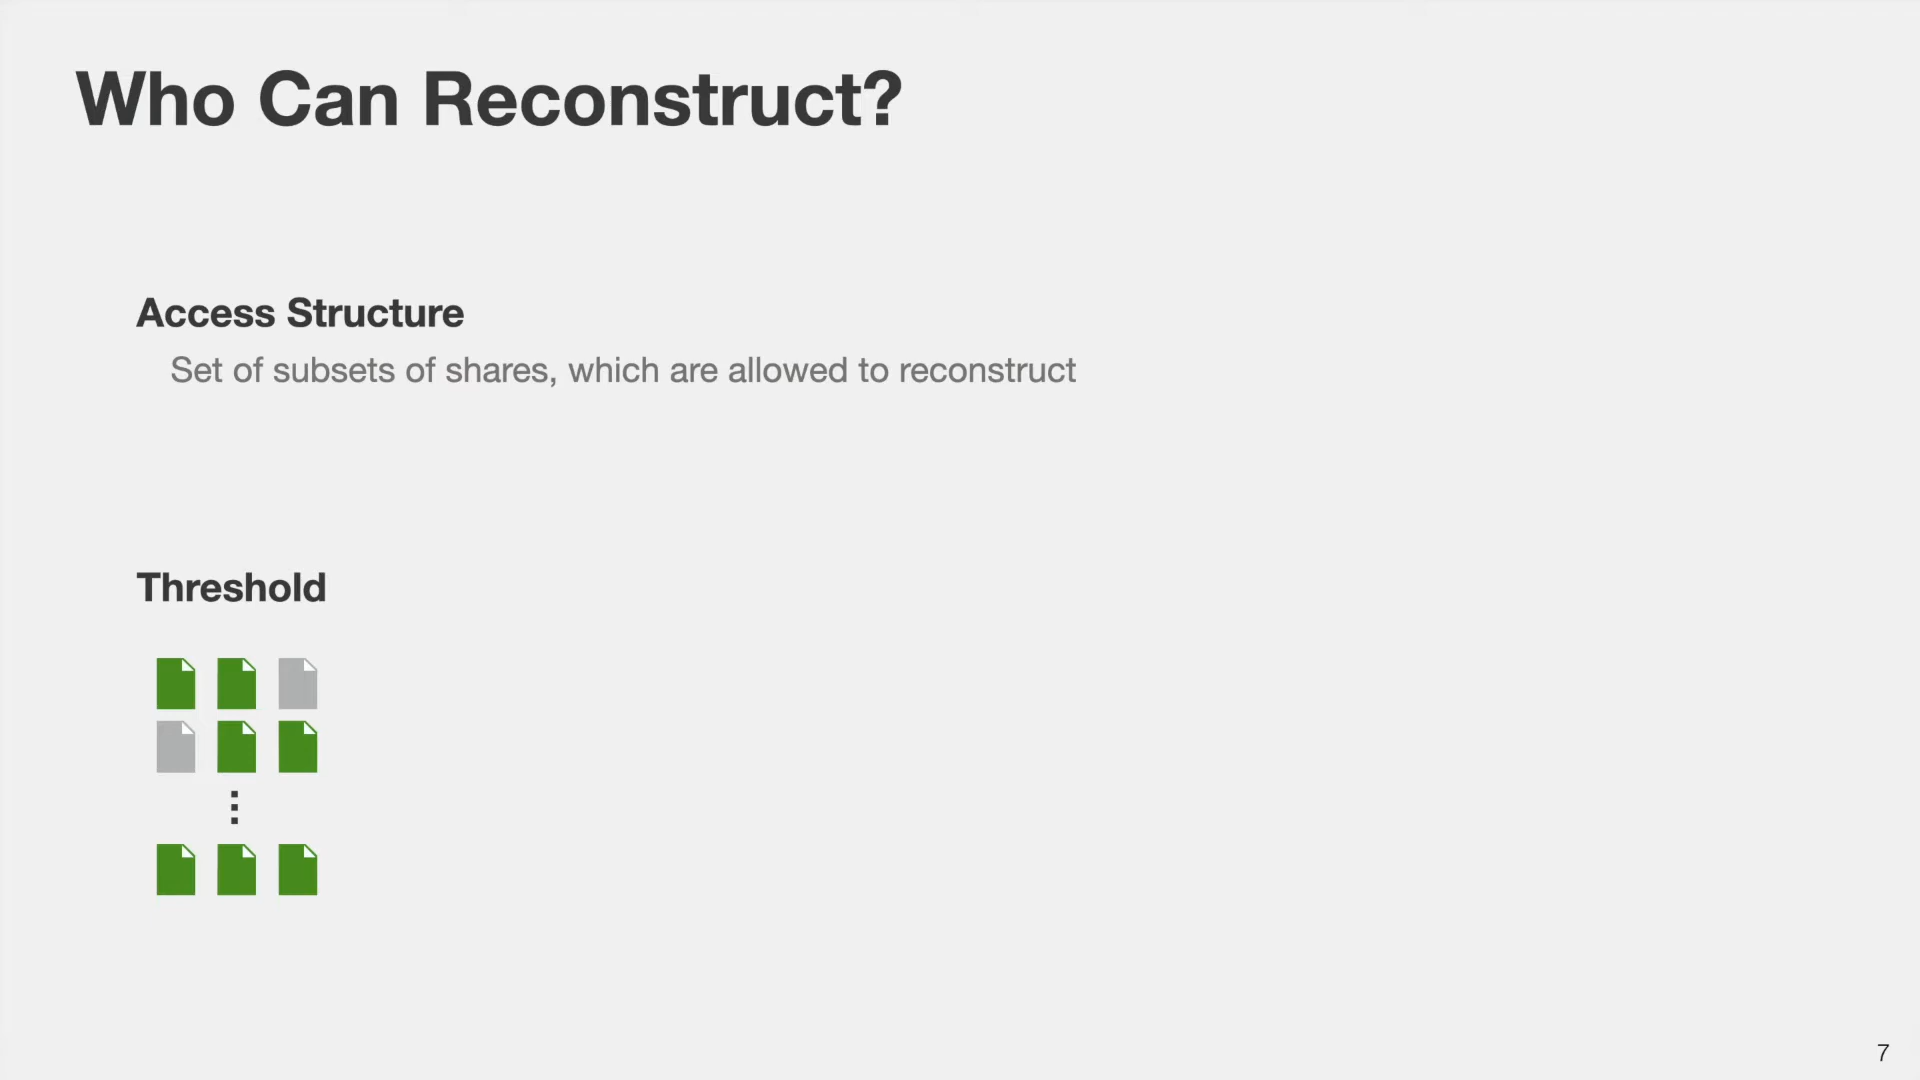 Who Can Reconstruct?
Access Structure
Set of subsets of shares, which are allowed to reconstruct
Threshold
7